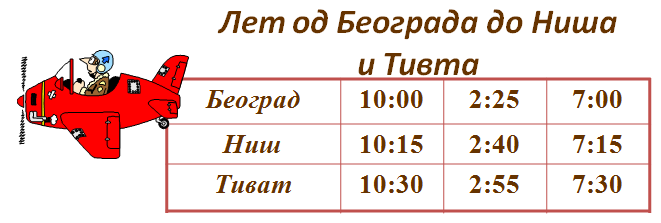 Лет од Београда до Ниша
и Тивта
Београд 10:00 2:25 7:00
Ниш 10:15 2:40 7:15
Тиват 10:30 2:55 7:30